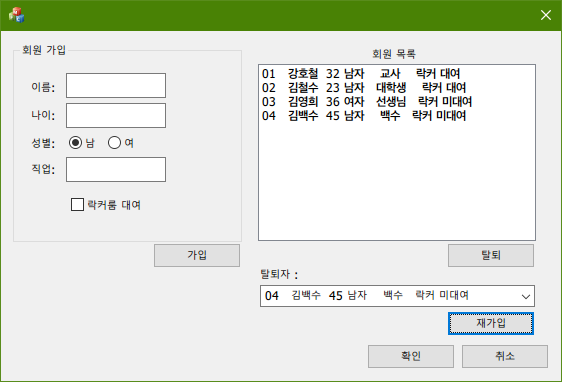 회원 가입
이름:
나이:
성별: 남 여
직업:
락커룸 대여
가입
회원 목록
01 강호철 32 남자 교사 락커 대여
02 김철수 23 남자 대학생 락커 대여
03 김영희 36 여자 선생님 락커 미대여
04 김백수 45 남자 백수 락커 미대여
탈퇴
탈퇴자 :
04 김백수 45 남자 백수 락커 미대여
재가입
확인 취소